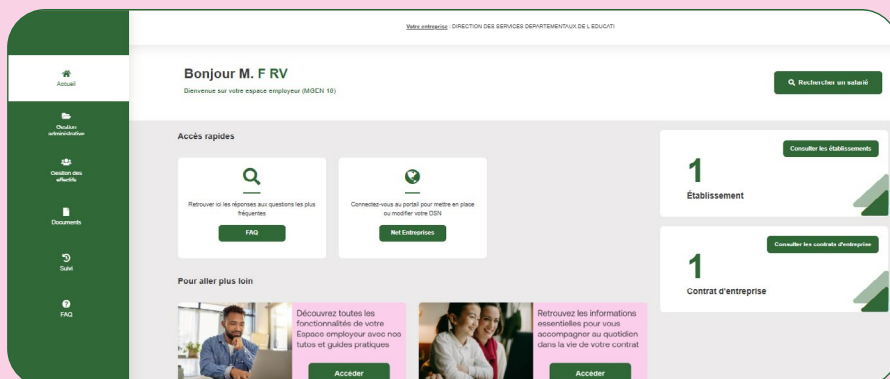 Votre entreprise : DIRECTION DES SERVICES DEPARTEMENTAUX DE L EDUCATI
Accueil
Gestion
administrative
Gestion des
effectifs
Documents
Suivi
FAQ
Bonjour M. F RV
Bienvenue sur votre espace employeur (MGEN 10)
Rechercher un salarié
Accès rapides
Retrouver ici les réponses aux questions les plus
fréquentes
FAQ
Connectez-vous au portail pour mettre en place
ou modifier votre DSN
Net Entreprises
Consulter les établissements
1
Établissement
Consulter les contrats d'entreprise
1
Contrat d'entreprise
Pour aller plus loin
Découvrez toutes les
fonctionnalités de votre
Espace employeur avec nos
tutos et guides pratiques
Accéder
Retrouvez les informations
essentielles pour vous
accompagner au quotidien
dans la vie de votre contrat
Accéder